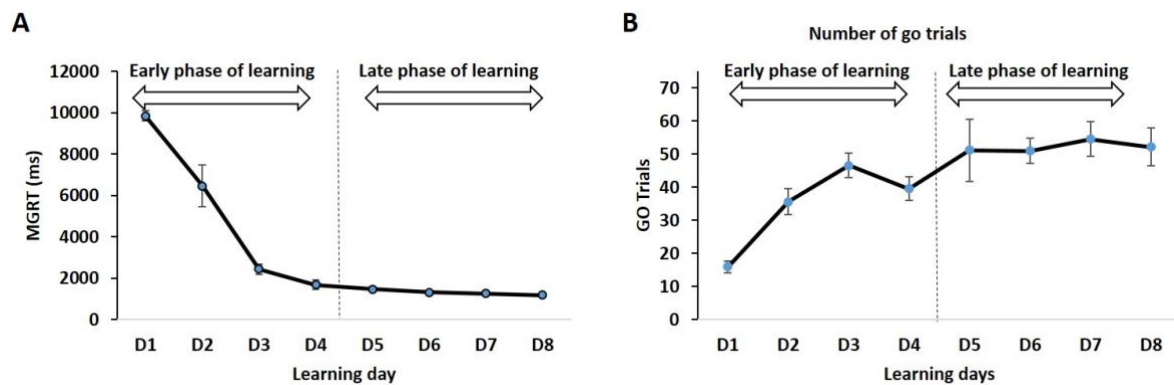 A
Early phase of learning
Late phase of learning
12000
10000
8000
6000
4000
2000
0
MGRT (ms)
D1 D2 D3 D4 D5 D6 D7 D8
Learning day
B
Number of go trials
Early phase of learning
Late phase of learning
70
60
50
40
30
20
10
0
GO Trials
D1 D2 D3 D4 D5 D6 D7 D8
Learning days